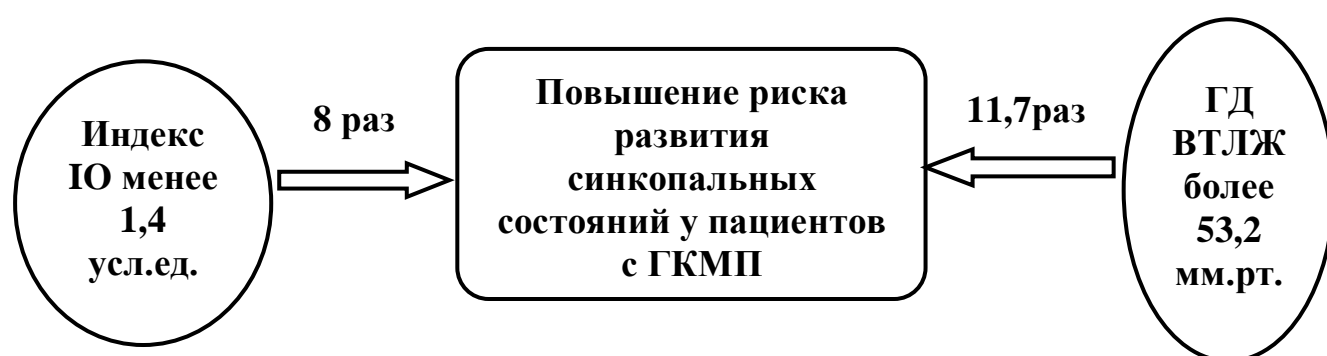 Индекс
IO менее
1,4
усл.ед.
8 раз
Повышение риска
развития
синкопальных
состояний у пациентов
с ГКМП
11,7раз
ГД
ВТЛЖ
более
53,2
мм.рт.